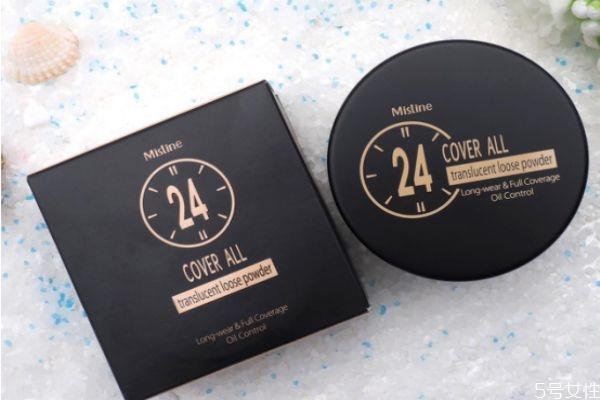 Mistine
24
COVER ALL
translucent loose powder
Long-wear & Full Coverage
Oil Control
Mistine
24
COVER ALL
translucent loose powder
Long-wear & Full Coverage
Oil Control
5号女性